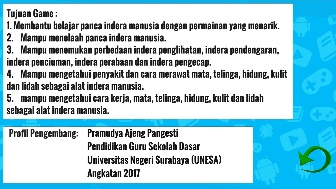 Tujuan Game :
1. Membantu belajar panca indera manusia dengan permainan yang menarik.
2. Mampu menelaah panca indera manusia.
3. Mampu menemukan perbedaan indera penglihatan, indera pendengaran,
indera penciuman, indera perabaan dan indera pengecap.
4. Mampu mengetahui penyakit dan cara merawat mata, telinga, hidung, kulit
dan lidah sebagai alat indera manusia.
5. mampu mengetahui cara kerja, mata, telinga, hidung, kulit dan lidah
sebagai alat indera manusia.
Profil Pengembang: Pramudya Ajeng Pangesti
Pendidikan Guru Sekolah Dasar
Universitas Negeri Surabaya (UNESA)
Angkatan 2017